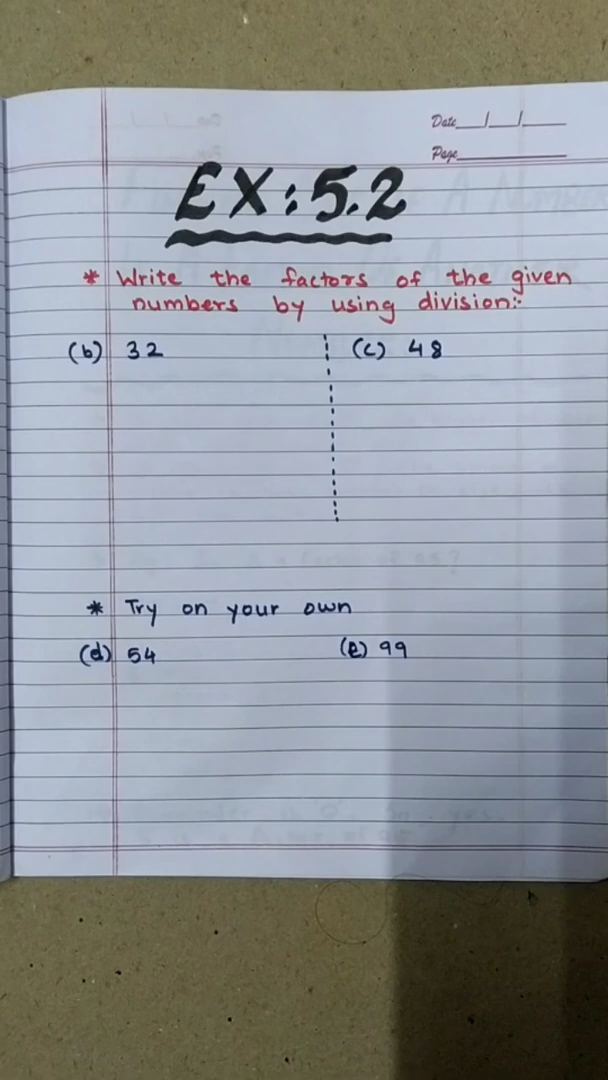 Date__/__/____
Page__________
EX:5.2
* Write the factors of the given
numbers by using division:-
(b) 32
(c) 48
* Try on your own
(d) 54
(e) 99